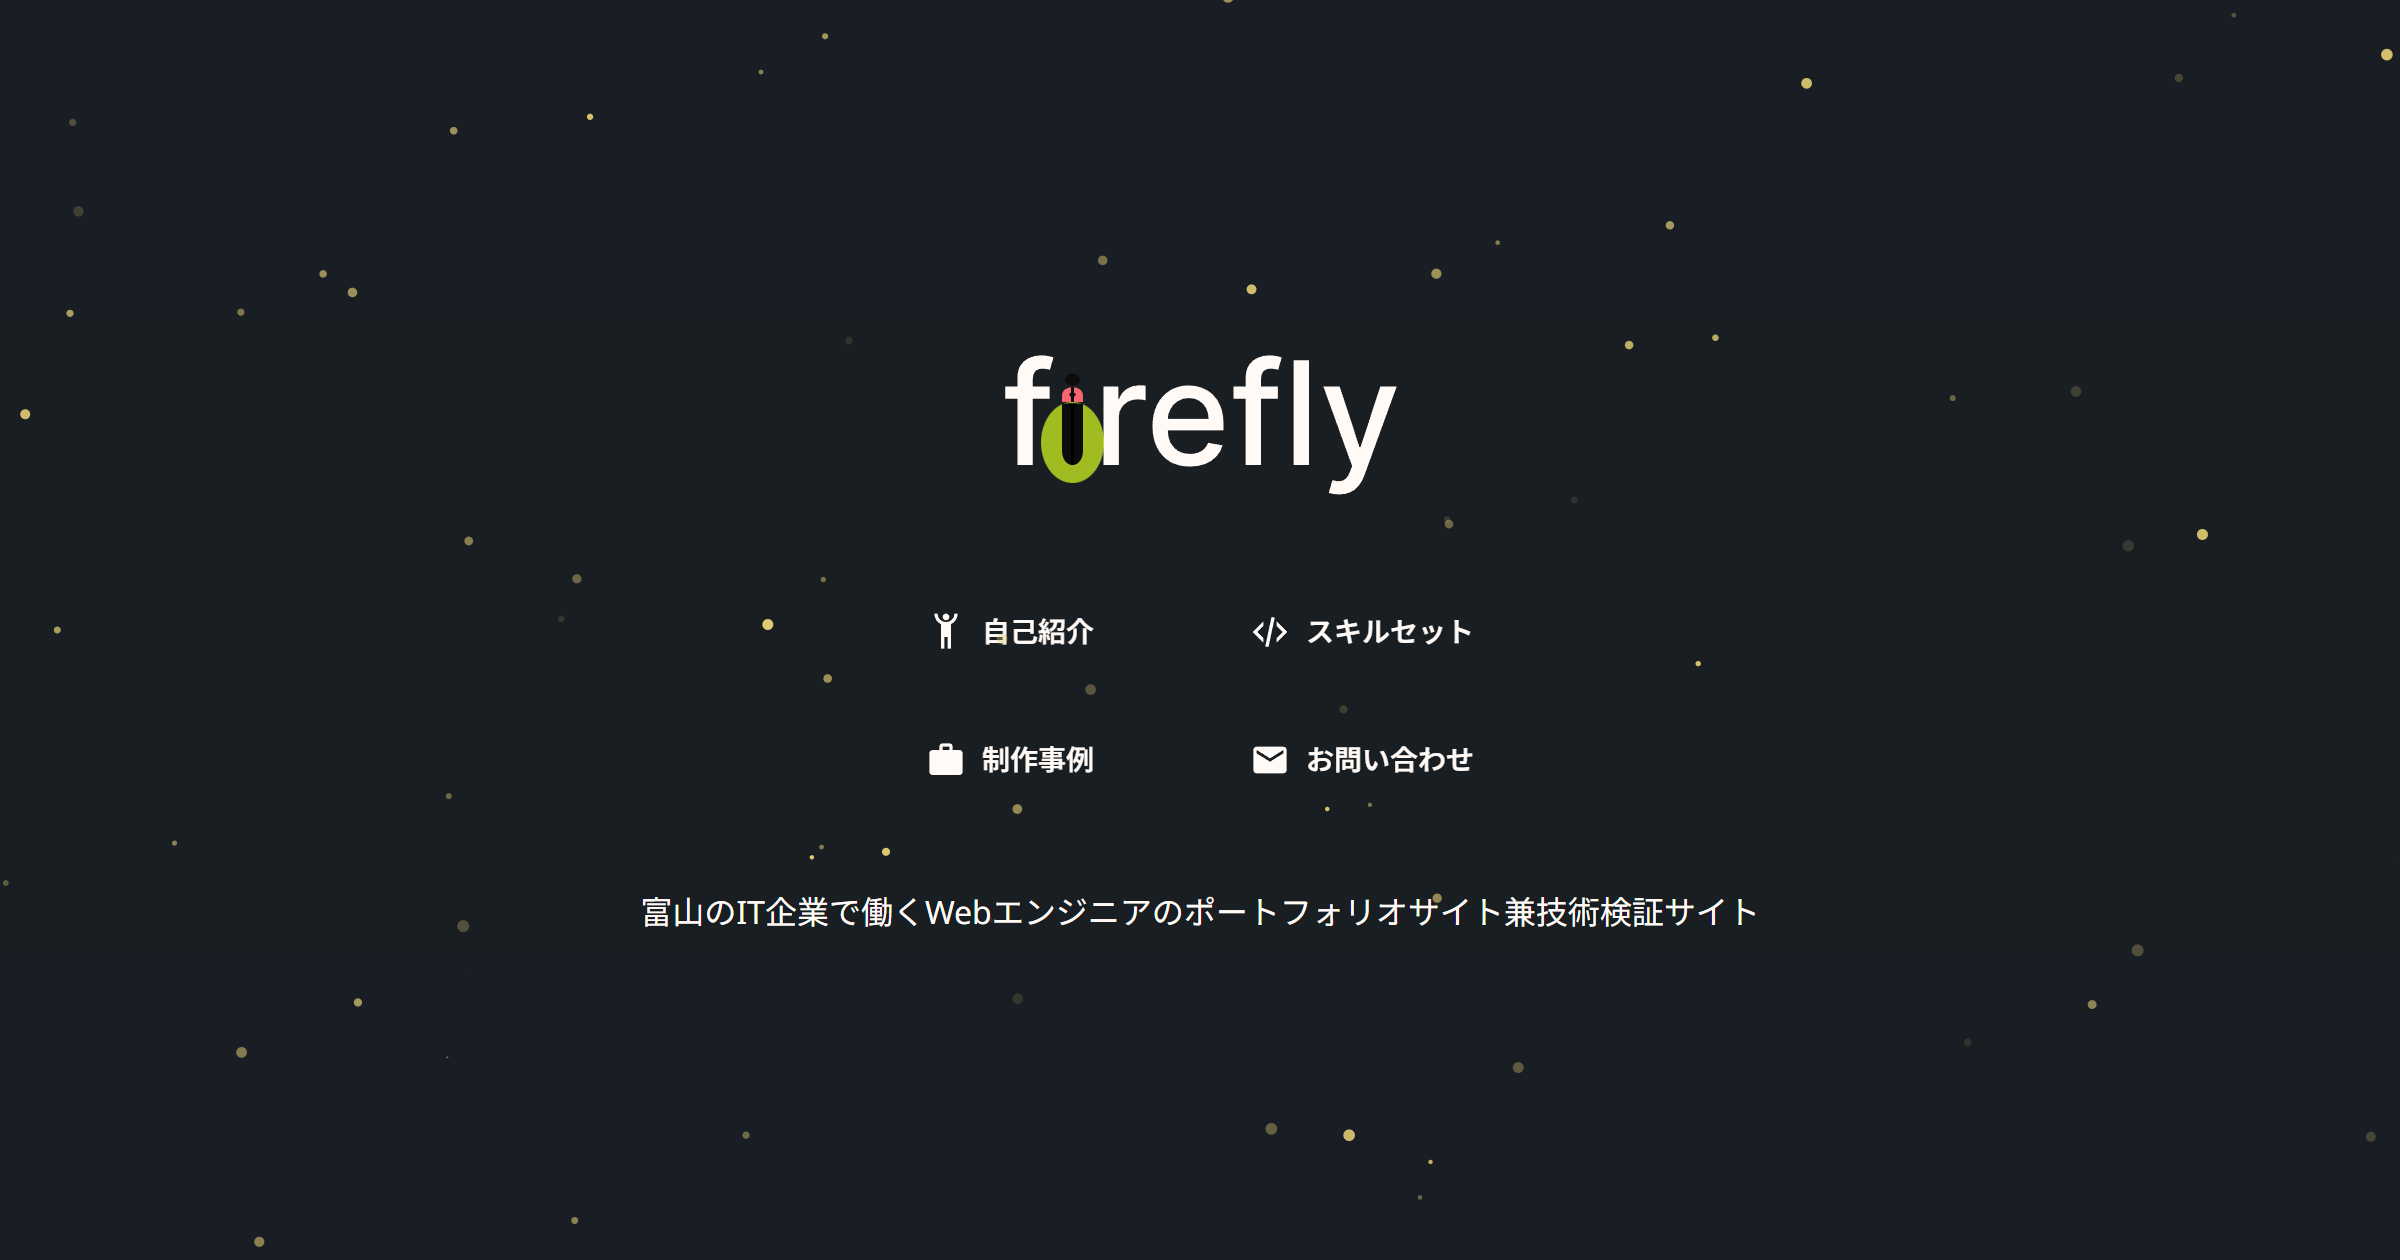 firefly
自己紹介
スキルセット
制作事例
お問い合わせ
富山のIT企業で働くWebエンジニアのポートフォリオサイト兼技術検証サイト